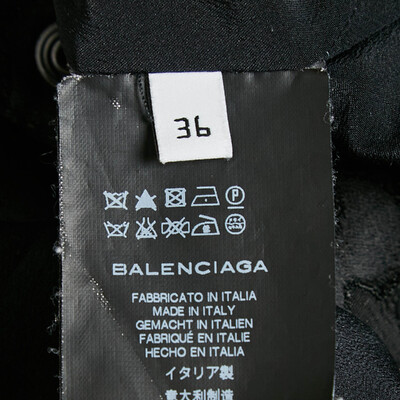 36
P
BALENCIAGA
FABBRICATO IN ITALIA
MADE IN ITALY
GEMACHT IN ITALIEN
FABRIQUÉ EN ITALIE
HECHO EN ITALIA
イタリア製
意大利制造